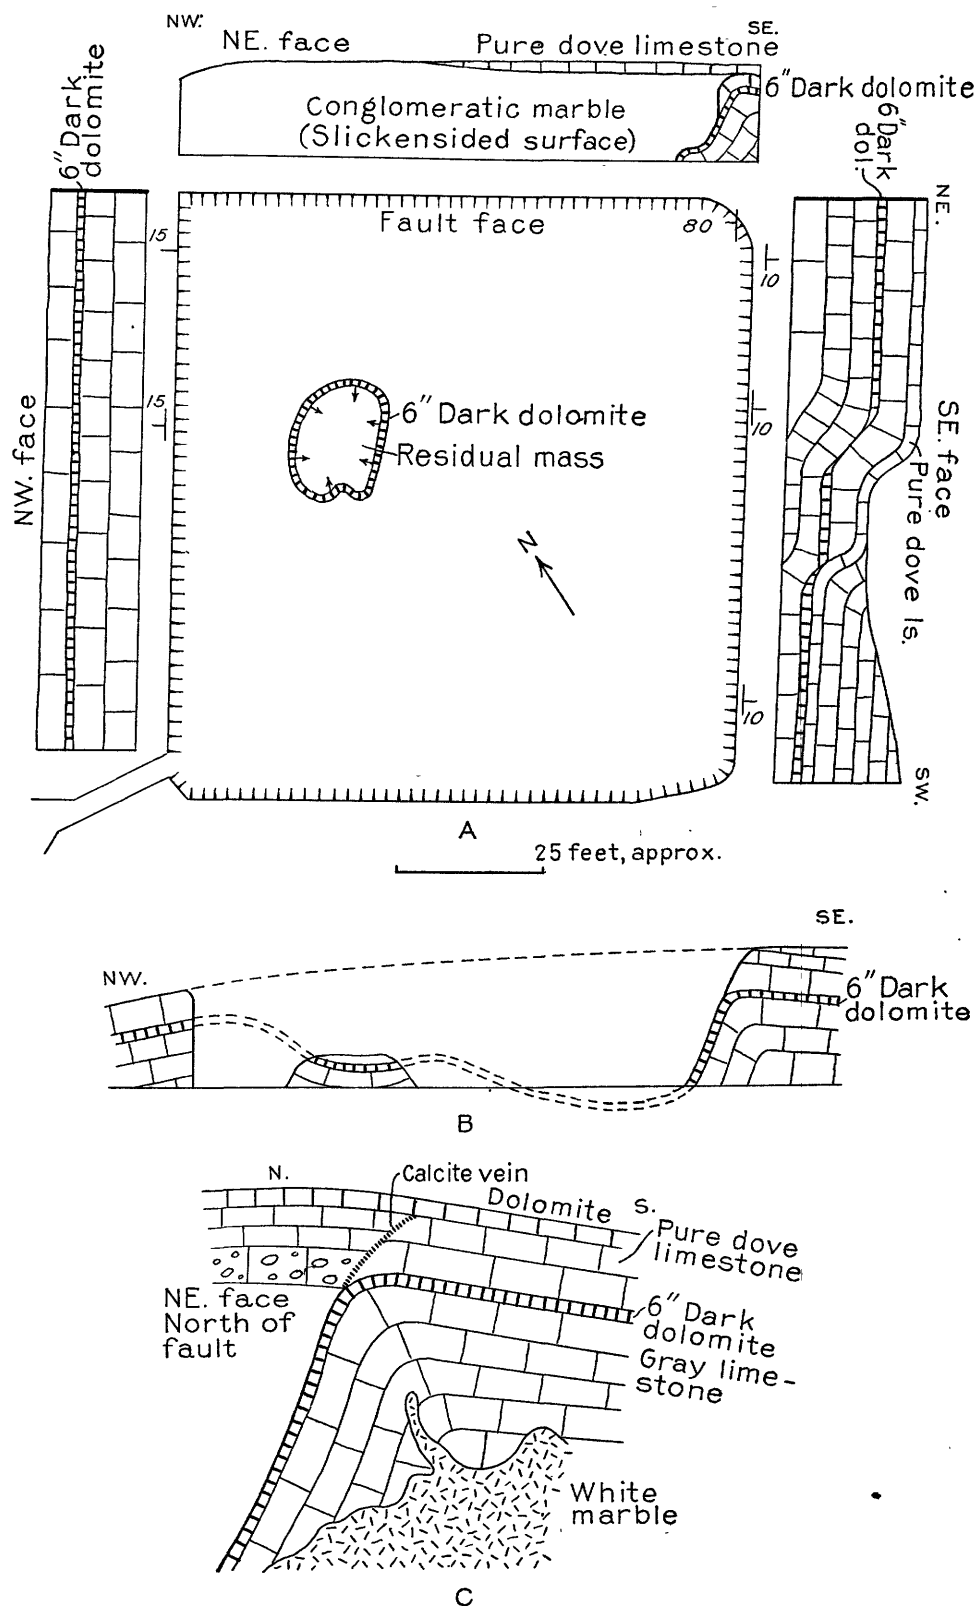 NW.
SE.
NE. face
Pure dove limestone
6" Dark dolomite
Conglomeratic marble
(Slickensided surface)
6" Dark
dolomite
6" Dark
dol.
NE.
Fault face
80
15
10
15
10
6" Dark dolomite
Residual mass
NW. face
SE. face
Pure dove ls.
N
10
SW.
A
25 feet, approx.
SE.
NW.
6" Dark
dolomite
B
N.
Calcite vein
Dolomite
S.
Pure dove
limestone
NE. face
North of
fault
6" Dark
dolomite
Gray lime-
stone
White
marble
C